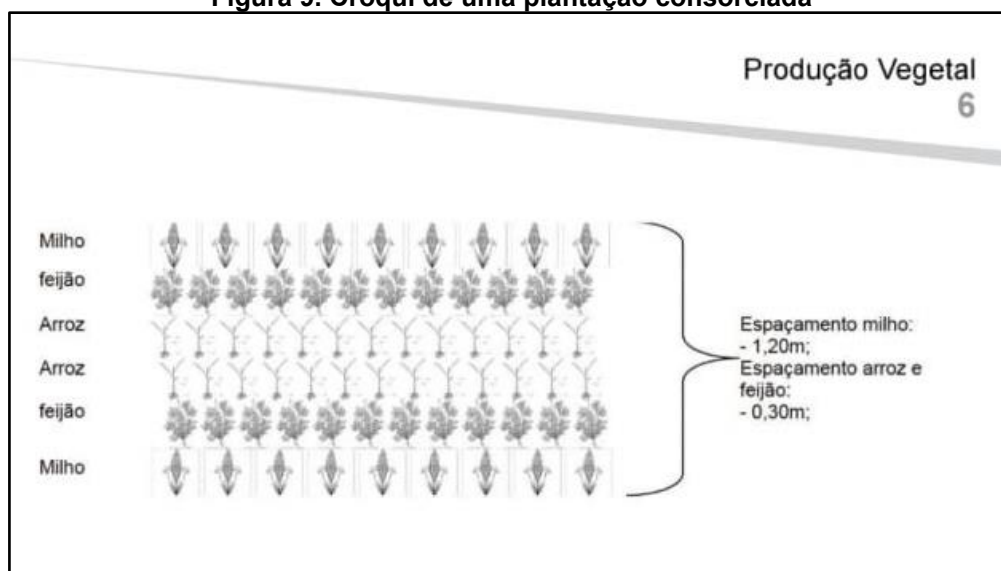 Figura 9. Croqui de uma plantação consorciada
Produção Vegetal
6
Milho
feijão
Arroz
Arroz
feijão
Milho
Espaçamento milho:
- 1,20m;
Espaçamento arroz e
feijão:
- 0,30m;